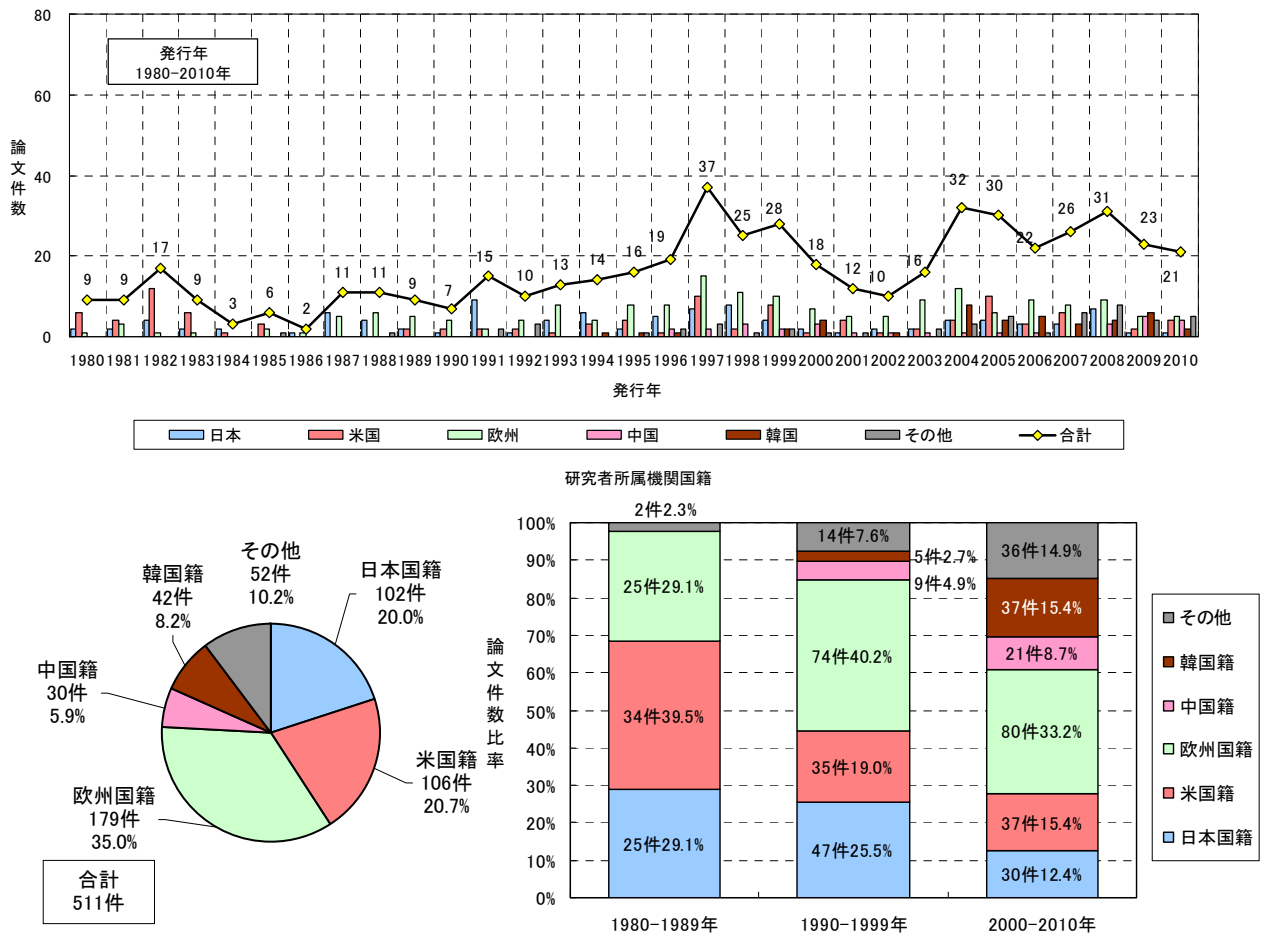 80
60
40
20
0
論文件数
発行年
1980-2010年
9
9
17
9
3
6
2
11
11
9
7
15
10
13
14
16
19
37
25
28
18
12
10
16
32
30
22
26
31
23
21
1980 1981 1982 1983 1984 1985 1986 1987 1988 1989 1990 1991 1992 1993 1994 1995 1996 1997 1998 1999 2000 2001 2002 2003 2004 2005 2006 2007 2008 2009 2010
発行年
日本 米国 欧州 中国 韓国 その他 合計
研究者所属機関国籍
日本国籍
102件
20.0%
米国籍
106件
20.7%
欧州国籍
179件
35.0%
中国籍
30件
5.9%
韓国籍
42件
8.2%
その他
52件
10.2%
合計
511件
論文件数比率
100%
90%
80%
70%
60%
50%
40%
30%
20%
10%
0%
2件2.3%
25件29.1%
34件39.5%
25件29.1%
14件7.6%
5件2.7%
9件4.9%
74件40.2%
35件19.0%
47件25.5%
36件14.9%
37件15.4%
21件8.7%
80件33.2%
37件15.4%
30件12.4%
1980-1989年
1990-1999年
2000-2010年
その他
韓国籍
中国籍
欧州国籍
米国籍
日本国籍